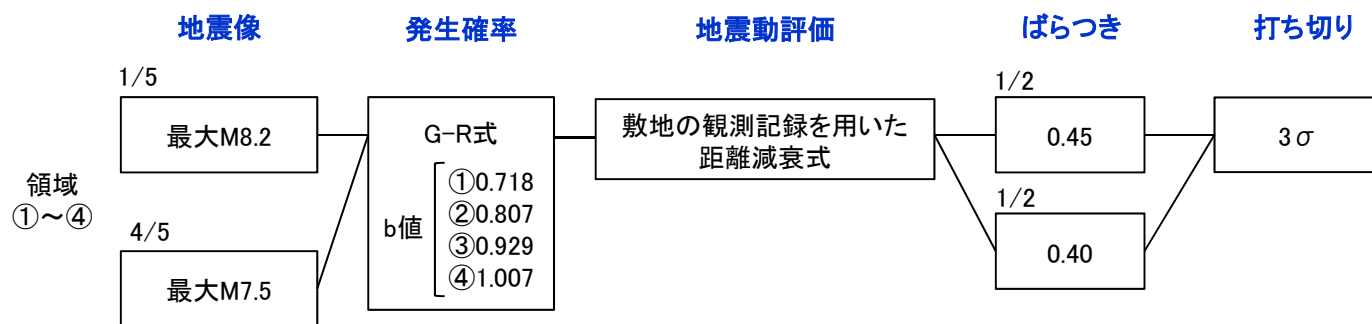 地震像
発生確率
地震動評価
ばらつき
打ち切り
領域
①～④
1/5
最大M8.2
4/5
最大M7.5
G-R式
b値
①0.718
②0.807
③0.929
④1.007
敷地の観測記録を用いた
距離減衰式
1/2
0.45
1/2
0.40
3σ